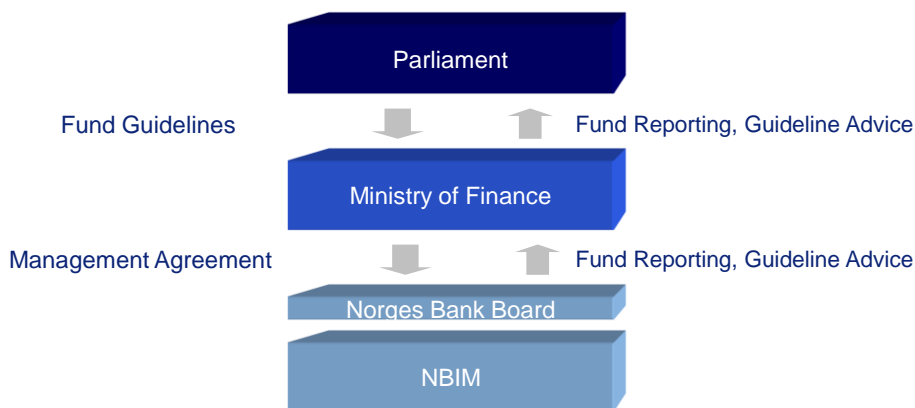 Parliament
Fund Guidelines
Fund Reporting, Guideline Advice
Ministry of Finance
Management Agreement
Fund Reporting, Guideline Advice
Norges Bank Board
NBIM